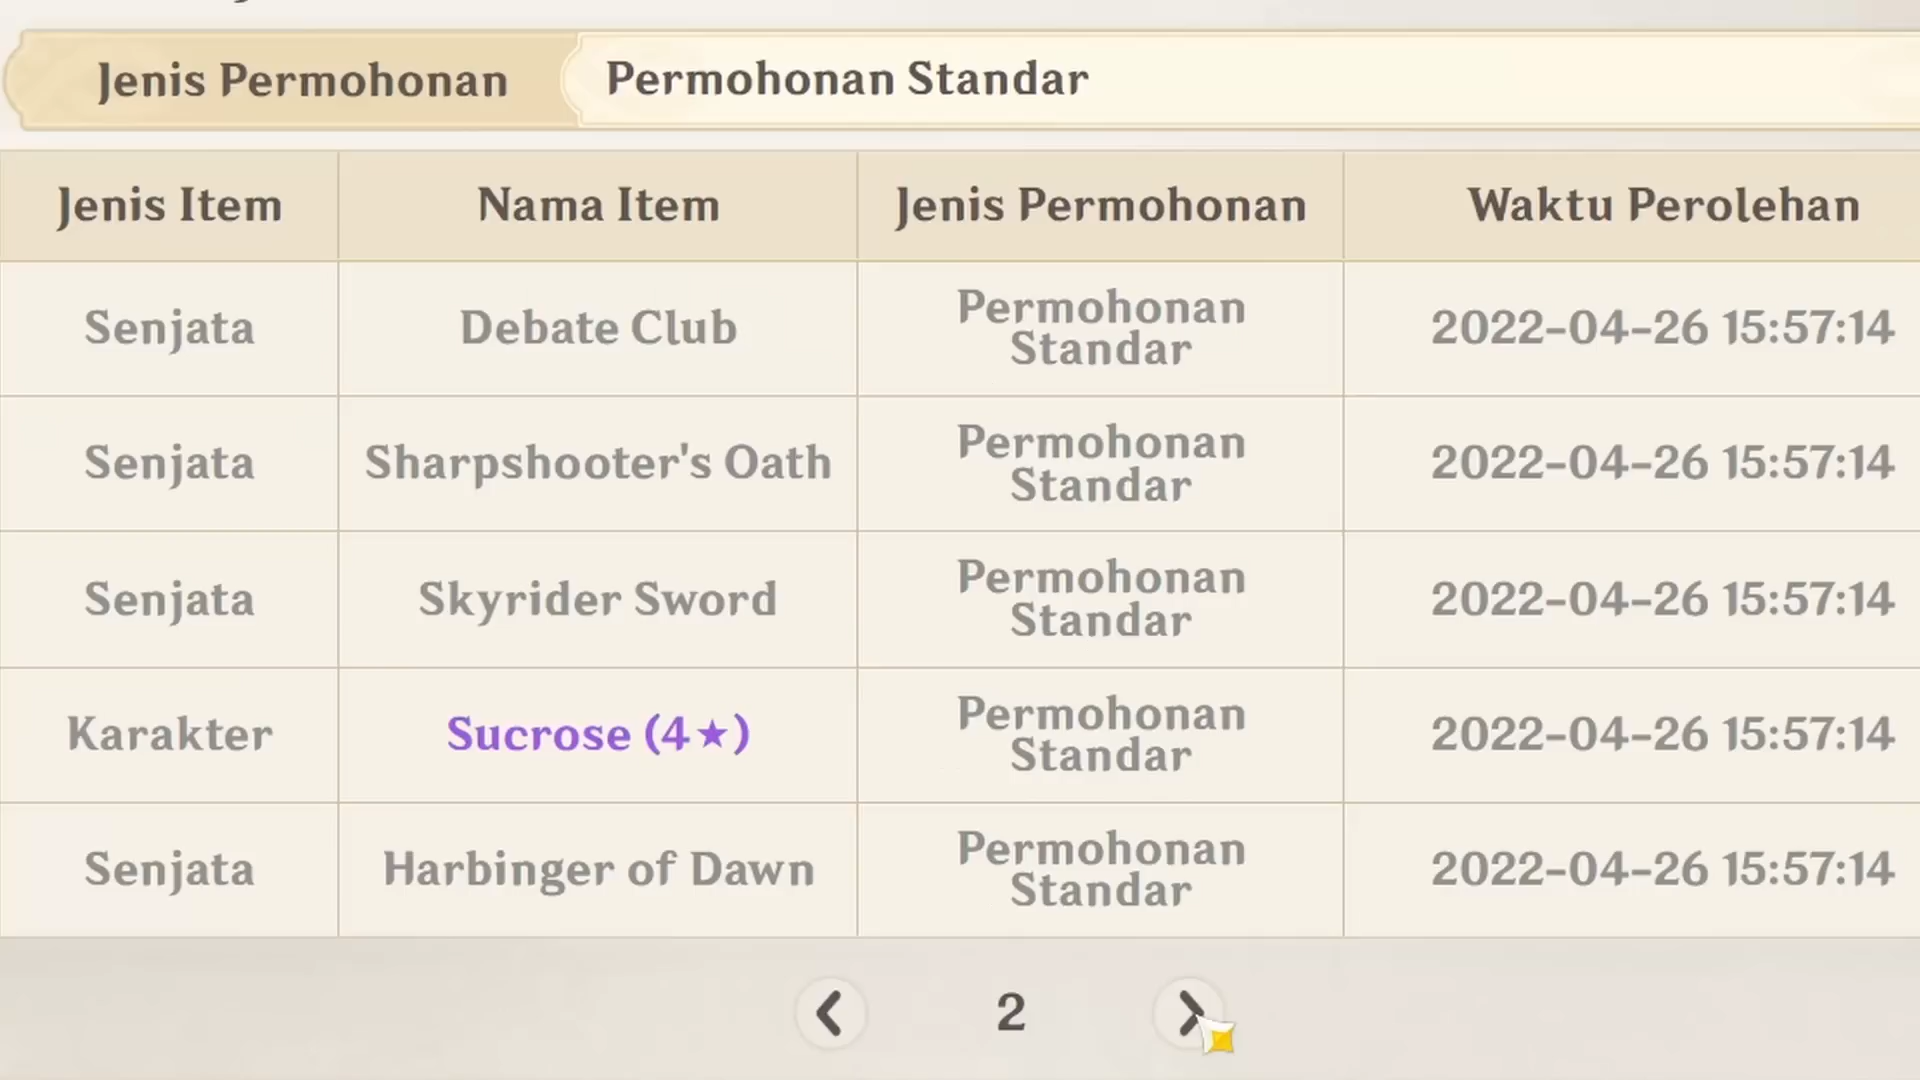 Jenis Permohonan Permohonan Standar
Jenis Item Nama Item Jenis Permohonan Waktu Perolehan
Senjata Debate Club Permohonan Standar 2022-04-26 15:57:14
Senjata Sharpshooter's Oath Permohonan Standar 2022-04-26 15:57:14
Senjata Skyrider Sword Permohonan Standar 2022-04-26 15:57:14
Karakter Sucrose (4★) Permohonan Standar 2022-04-26 15:57:14
Senjata Harbinger of Dawn Permohonan Standar 2022-04-26 15:57:14
2